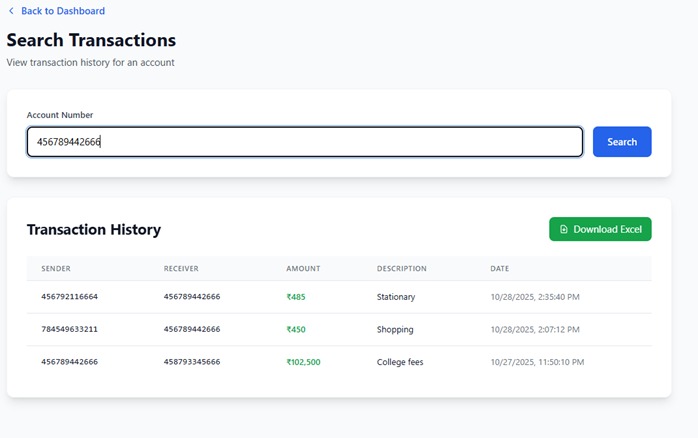 Back to Dashboard
Search Transactions
View transaction history for an account
Account Number
456789442666
Search
Transaction History
Download Excel
SENDER RECEIVER AMOUNT DESCRIPTION DATE
456792116664 456789442666 ₹485 Stationary 10/28/2025, 2:35:40 PM
784549633211 456789442666 ₹450 Shopping 10/28/2025, 2:07:12 PM
456789442666 458793345666 ₹102,500 College fees 10/27/2025, 11:50:10 PM